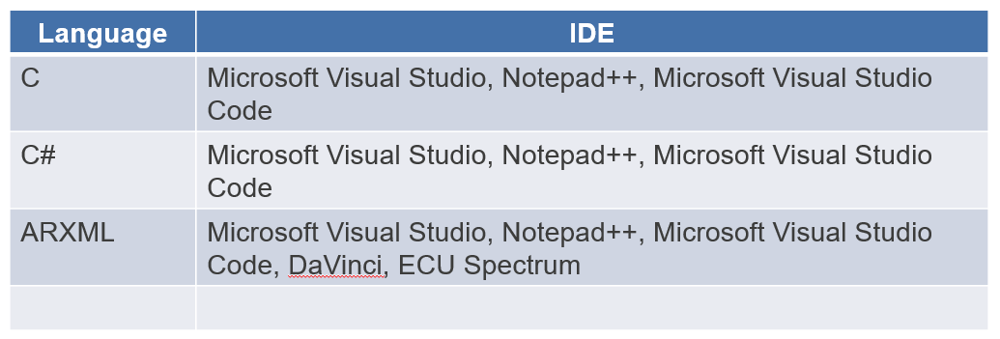 Language IDE
C Microsoft Visual Studio, Notepad++, Microsoft Visual Studio
Code
C# Microsoft Visual Studio, Notepad++, Microsoft Visual Studio
Code
ARXML Microsoft Visual Studio, Notepad++, Microsoft Visual Studio
Code, DaVinci, ECU Spectrum